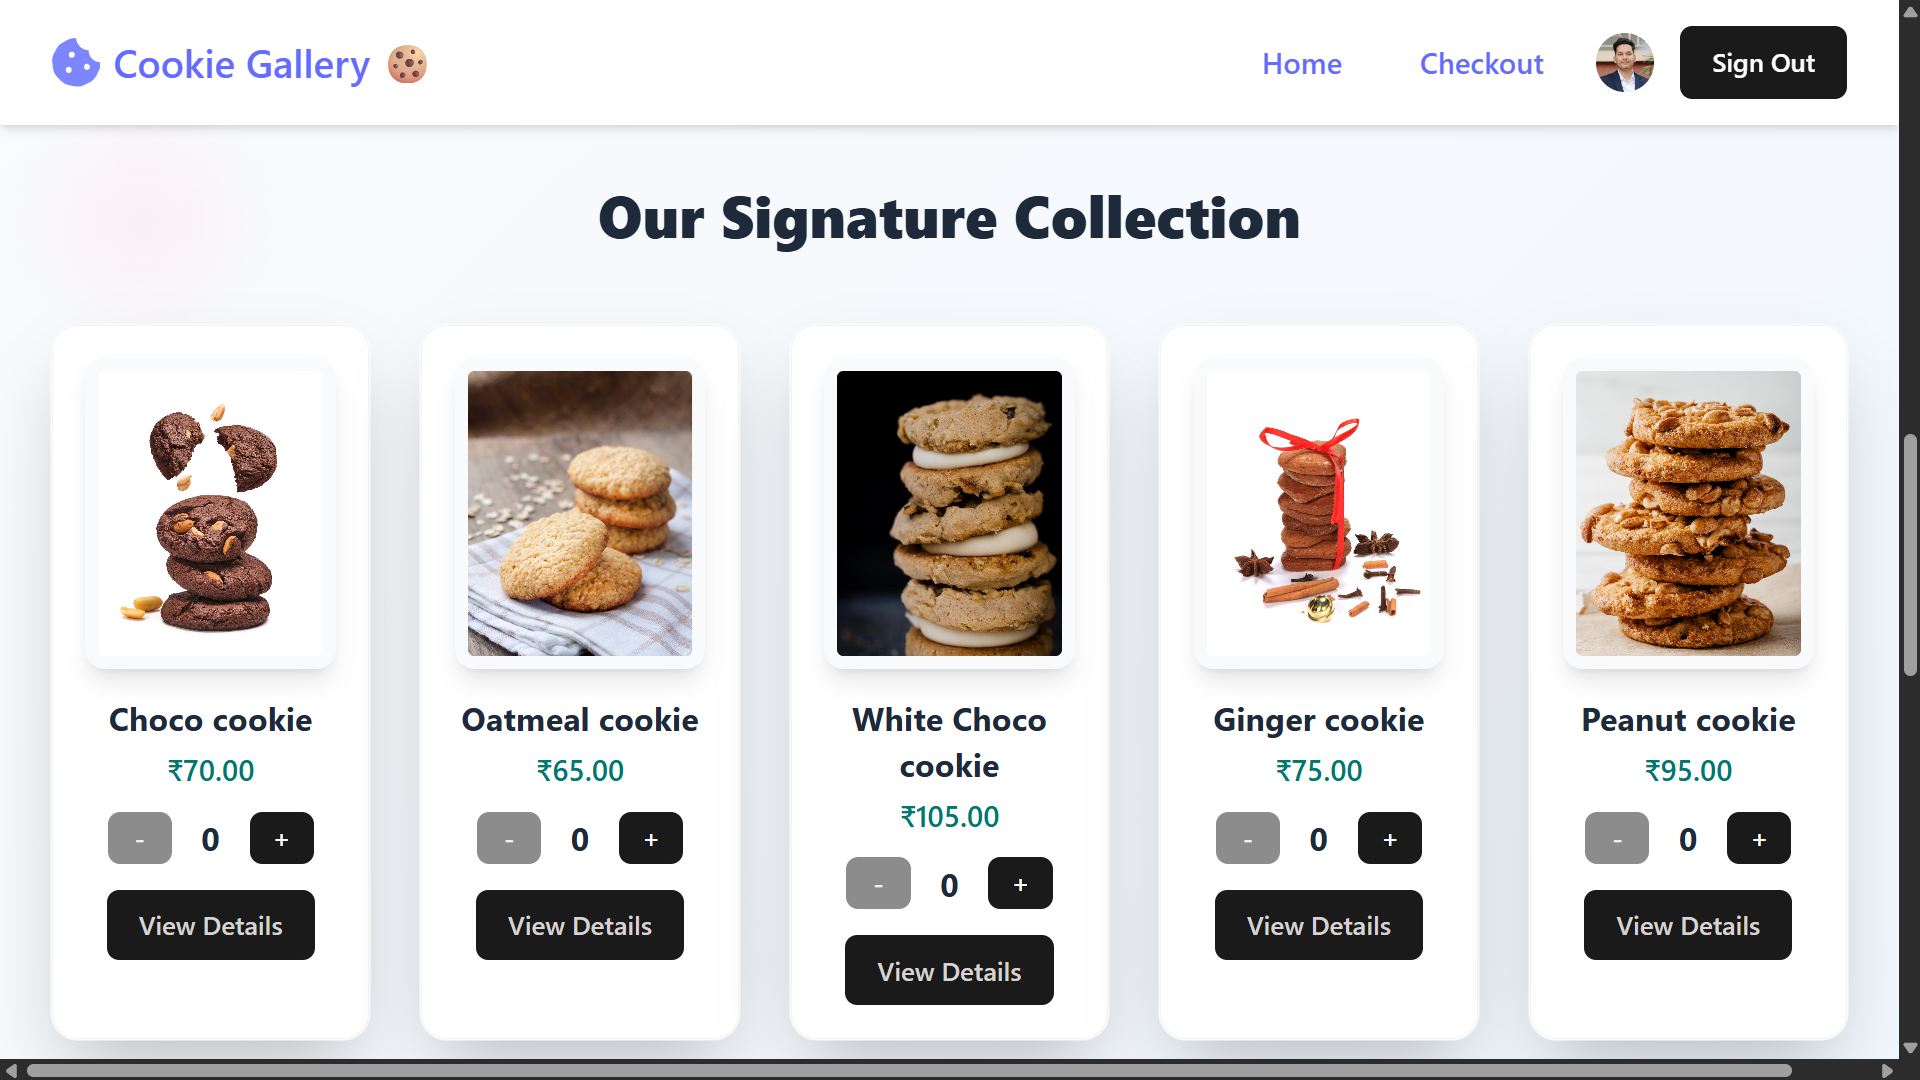 Cookie Gallery 🍪
Home
Checkout
Sign Out
Our Signature Collection
Choco cookie
₹70.00
- 0 +
View Details
Oatmeal cookie
₹65.00
- 0 +
View Details
White Choco
cookie
₹105.00
- 0 +
View Details
Ginger cookie
₹75.00
- 0 +
View Details
Peanut cookie
₹95.00
- 0 +
View Details